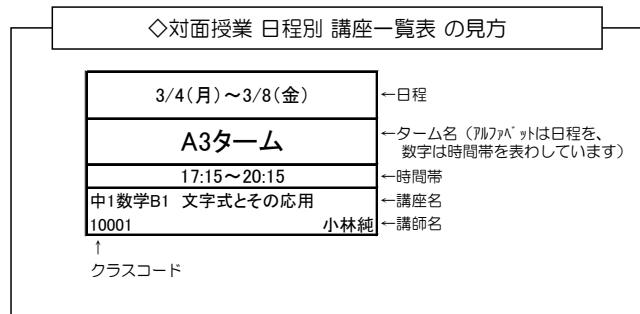 ◇対面授業 日程別 講座一覧表 の見方
3/4(月)～3/8(金)
←日程
A3ターム
←ターム名（ｱﾙﾌｧﾍﾞｯﾄは日程を、
数字は時間帯を表わしています）
17:15～20:15
←時間帯
中1数学B1 文字式とその応用
←講座名
10001 小林純
←講師名
↑
クラスコード